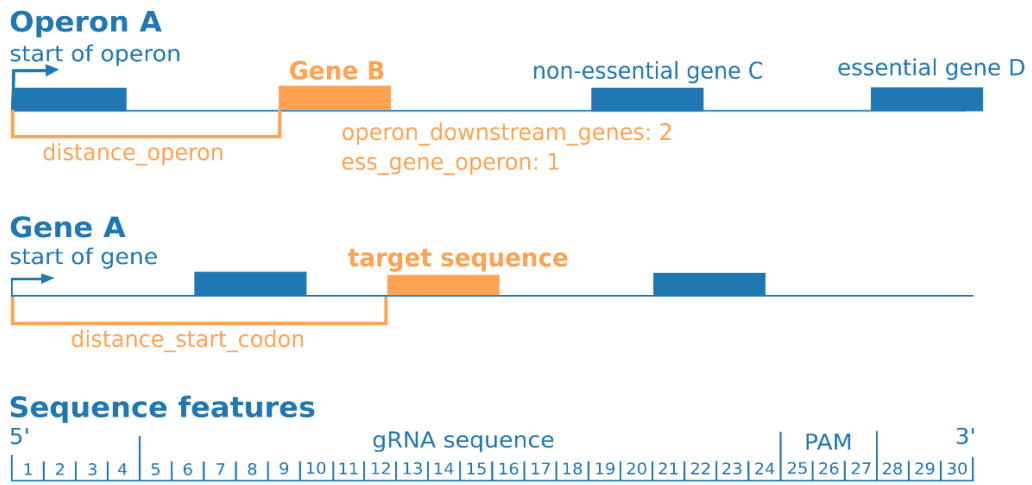 Operon A
start of operon
Gene B
non-essential gene C
essential gene D
operon_downstream_genes: 2
distance_operon
ess_gene_operon: 1
Gene A
start of gene
target sequence
distance_start_codon
Sequence features
5' gRNA sequence PAM 3'
1 2 3 4 5 6 7 8 9 10 11 12 13 14 15 16 17 18 19 20 21 22 23 24 25 26 27 28 29 30